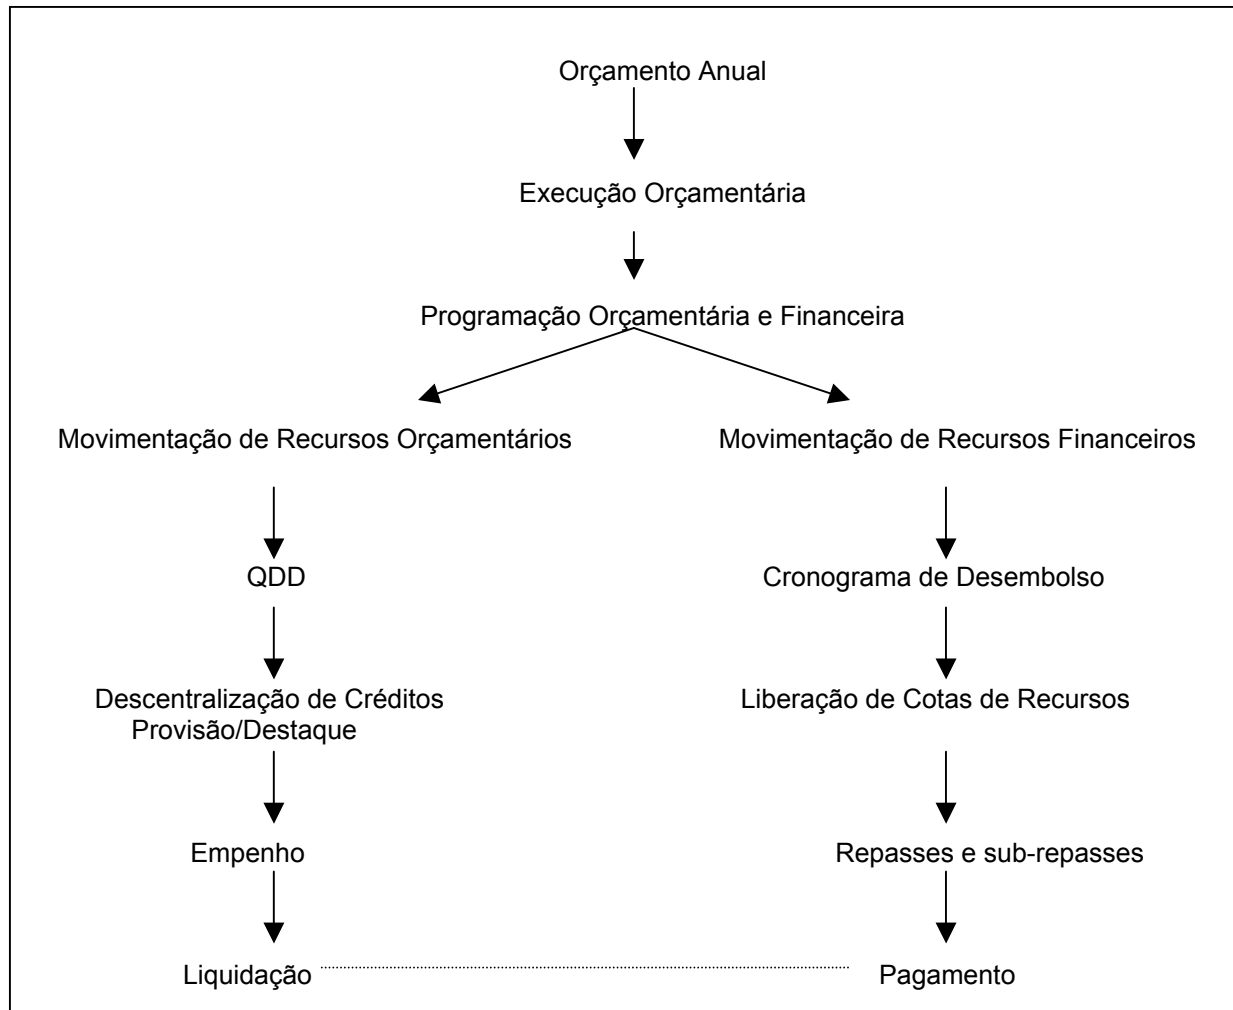 Orçamento Anual
Execução Orçamentária
Programação Orçamentária e Financeira
Movimentação de Recursos Orçamentários
Movimentação de Recursos Financeiros
QDD
Cronograma de Desembolso
Descentralização de Créditos
Provisão/Destaque
Liberação de Cotas de Recursos
Empenho
Repasses e sub-repasses
Liquidação
Pagamento